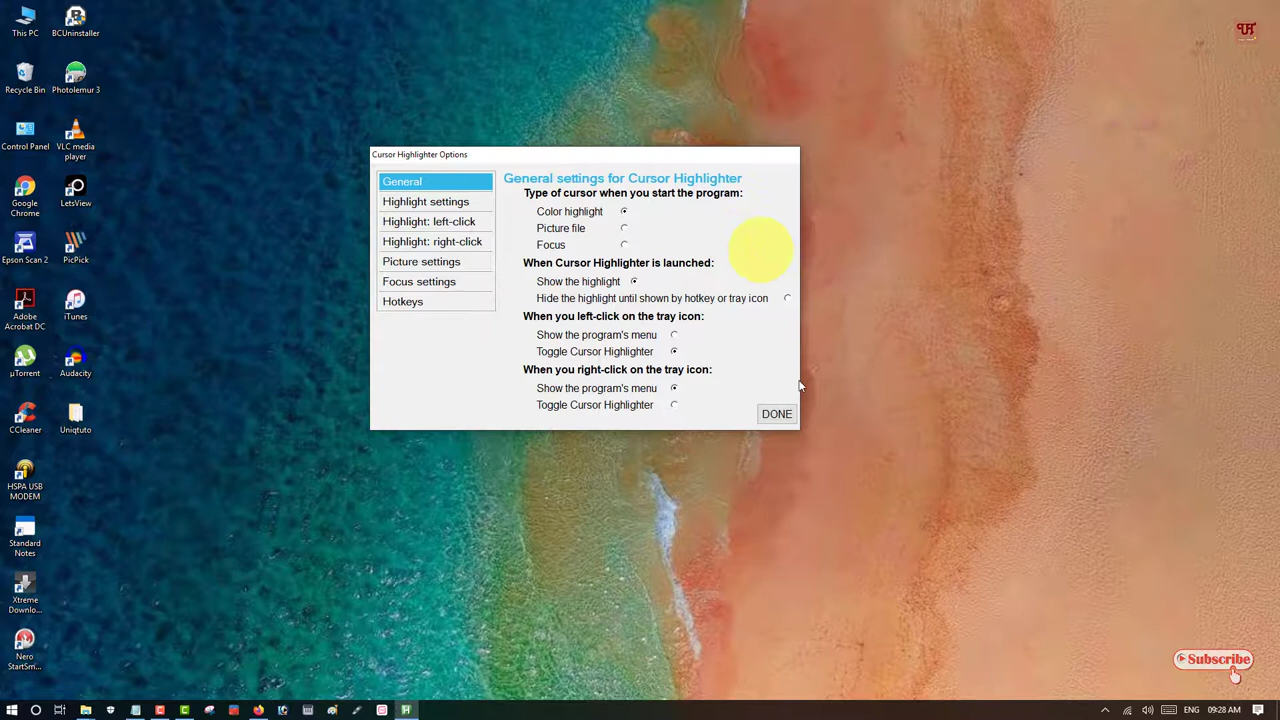 This PC
BCUninstaller
Recycle Bin
Photolemur 3
Control Panel
VLC media
player
Google
Chrome
LetsView
Epson Scan 2
PicPick
Adobe
Acrobat DC
iTunes
µTorrent
Audacity
CCleaner
Uniqtuto
HSPA USB
MODEM
Standard
Notes
Xtreme
Downlo...
Nero
StartSm...
Cursor Highlighter Options
General
Highlight settings
Highlight: left-click
Highlight: right-click
Picture settings
Focus settings
Hotkeys
General settings for Cursor Highlighter
Type of cursor when you start the program:
Color highlight
Picture file
Focus
When Cursor Highlighter is launched:
Show the highlight
Hide the highlight until shown by hotkey or tray icon
When you left-click on the tray icon:
Show the program's menu
Toggle Cursor Highlighter
When you right-click on the tray icon:
Show the program's menu
Toggle Cursor Highlighter
DONE
Subscribe
ENG
09:28 AM